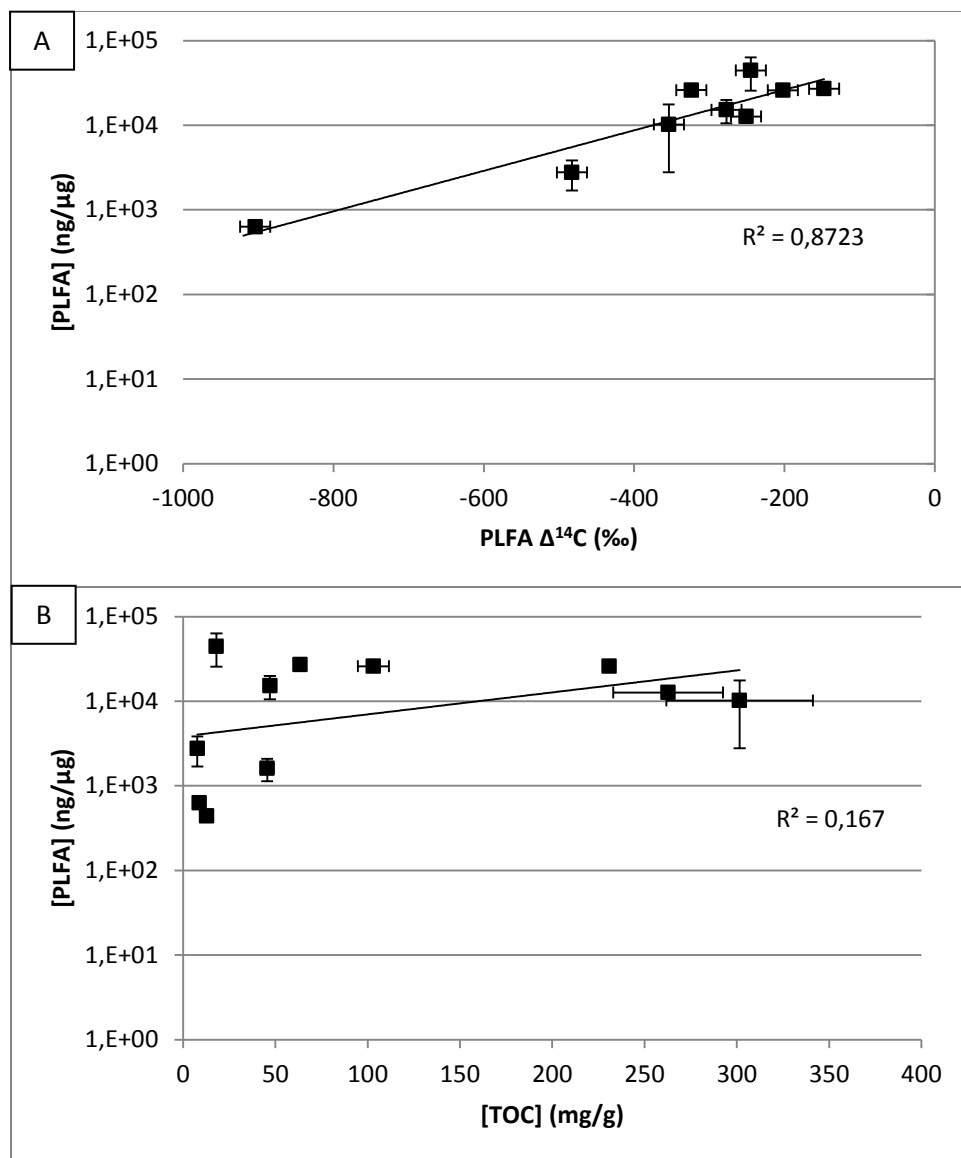 A
1,E+05
1,E+04
1,E+03
1,E+02
1,E+01
1,E+00
[PLFA] (ng/µg)
R² = 0,8723
-1000 -800 -600 -400 -200 0
PLFA Δ¹⁴C (‰)
B
1,E+05
1,E+04
1,E+03
1,E+02
1,E+01
1,E+00
[PLFA] (ng/µg)
R² = 0,167
0 50 100 150 200 250 300 350 400
[TOC] (mg/g)